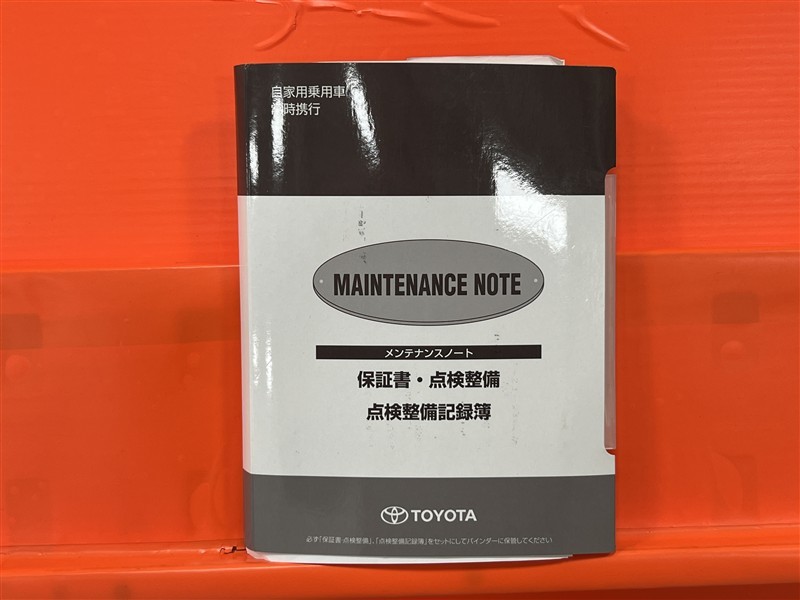 自家用乗用車
常時携行
MAINTENANCE NOTE
メンテナンスノート
保証書・点検整備
点検整備記録簿
TOYOTA
必ず「保証書・点検整備」、「点検整備記録簿」をセットにしてバインダーに保管してください